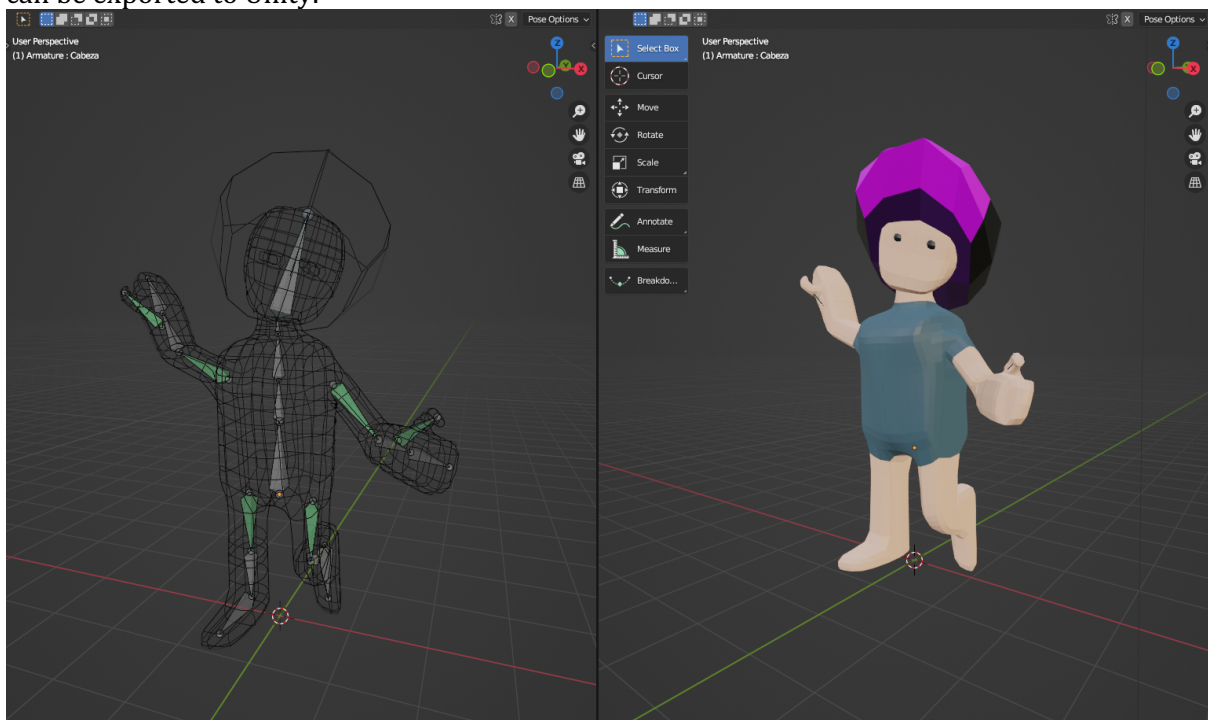 can be exported to Unity.
X Pose Options
User Perspective
(1) Armature : Cabeza
Z
Y
X
X Pose Options
Select Box
Cursor
Move
Rotate
Scale
Transform
Annotate
Measure
Breakdo...
User Perspective
(1) Armature : Cabeza
Z
X